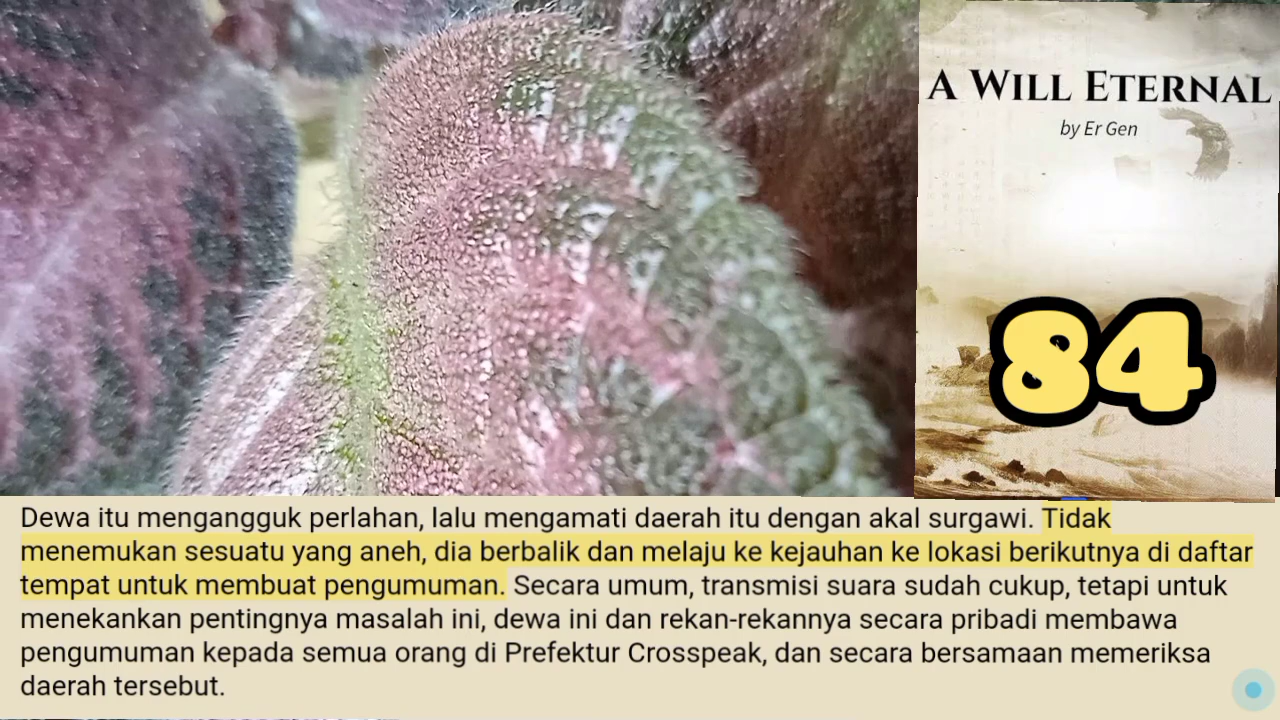 A WILL ETERNAL
by Er Gen
84
Dewa itu mengangguk perlahan, lalu mengamati daerah itu dengan akal surgawi. Tidak
menemukan sesuatu yang aneh, dia berbalik dan melaju ke kejauhan ke lokasi berikutnya di daftar
tempat untuk membuat pengumuman. Secara umum, transmisi suara sudah cukup, tetapi untuk
menekankan pentingnya masalah ini, dewa ini dan rekan-rekannya secara pribadi membawa
pengumuman kepada semua orang di Prefektur Crosspeak, dan secara bersamaan memeriksa
daerah tersebut.